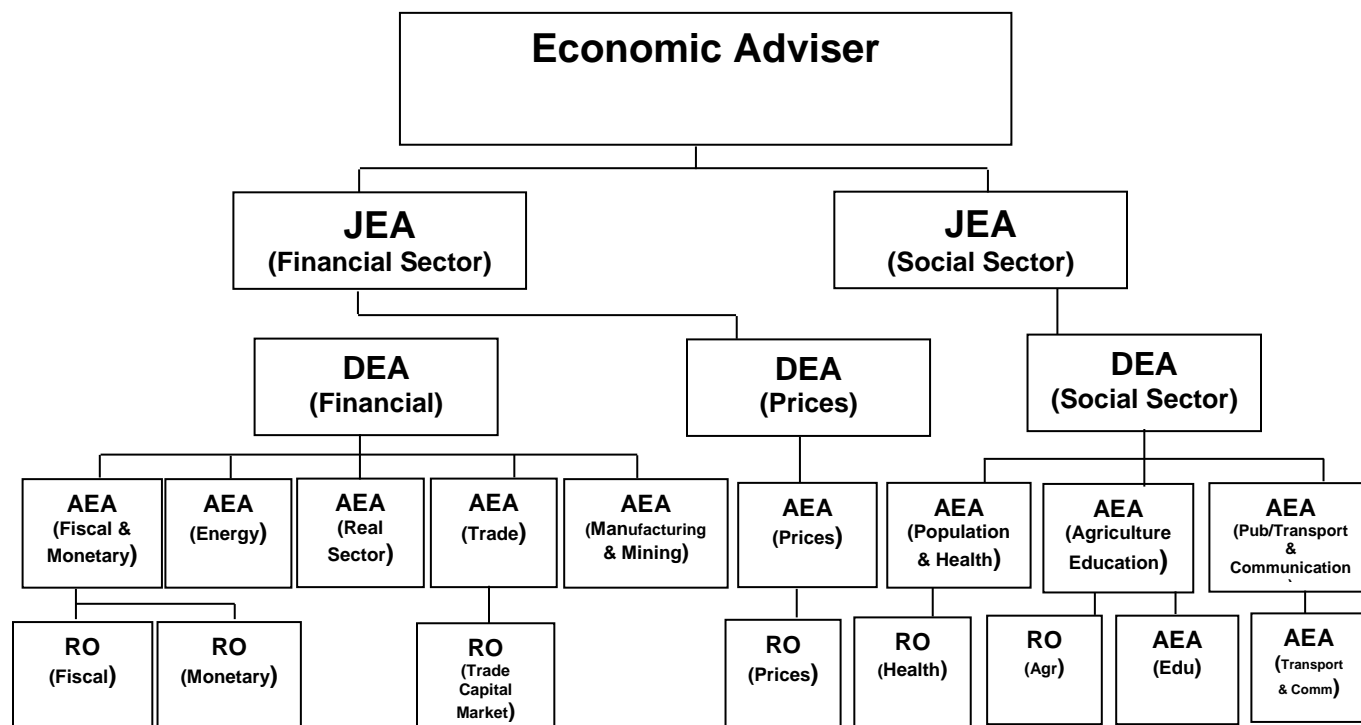 Economic Adviser
JEA
(Financial Sector)
JEA
(Social Sector)
DEA
(Financial)
DEA
(Prices)
DEA
(Social Sector)
AEA
(Fiscal &
Monetary)
AEA
(Energy)
AEA
(Real
Sector)
AEA
(Trade)
AEA
(Manufacturing
& Mining)
AEA
(Prices)
AEA
(Population
& Health)
AEA
(Agriculture
Education)
AEA
(Pub/Transport
&
Communication
RO
(Fiscal)
RO
(Monetary)
RO
(Trade
Capital
Market)
RO
(Prices)
RO
(Health)
RO
(Agr)
AEA
(Edu)
AEA
(Transport
& Comm)